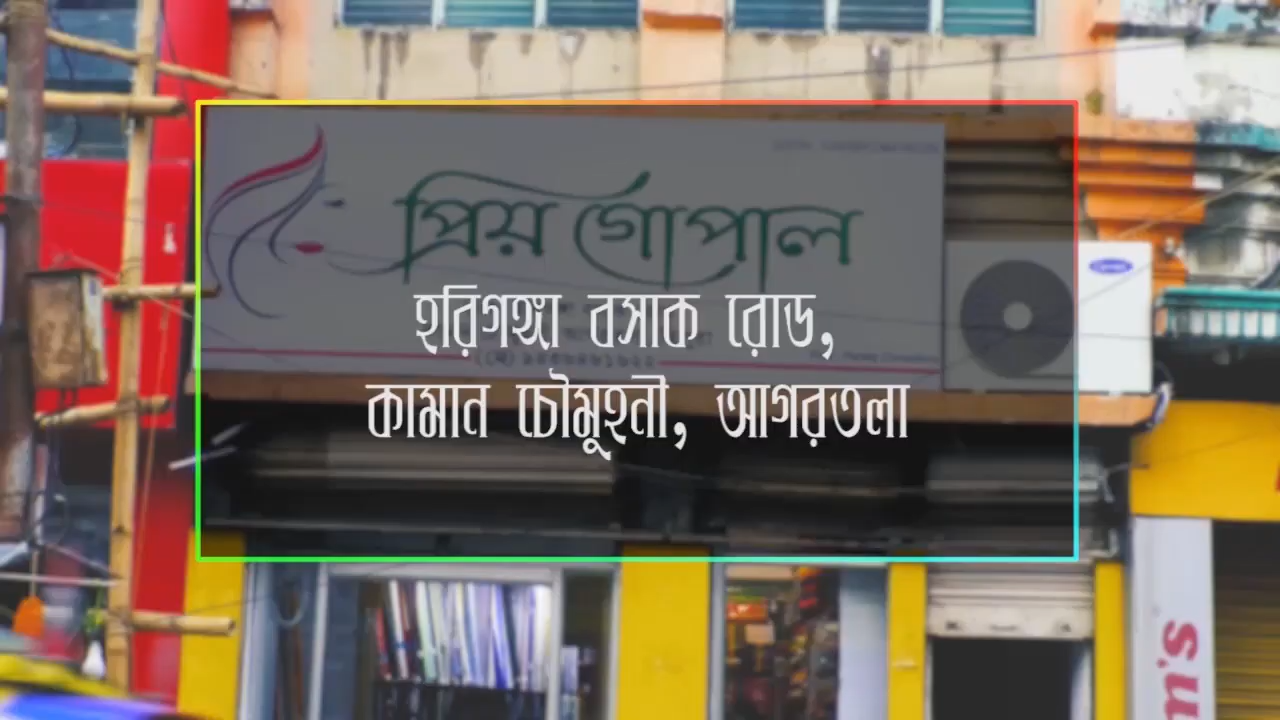 প্রিয় গোপাল
হরিগঙ্গা বসাক রোড,
কামান চৌমুহনী, আগরতলা